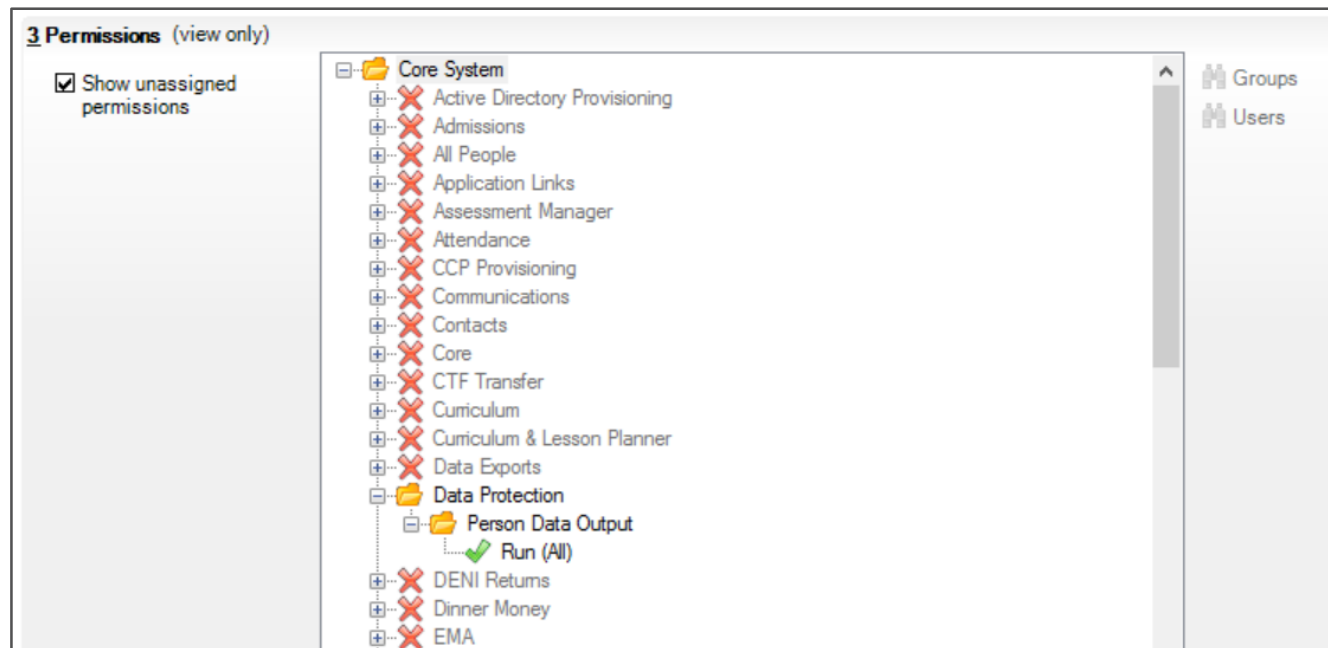 3 Permissions (view only)
Show unassigned
permissions
Core System
Active Directory Provisioning
Admissions
All People
Application Links
Assessment Manager
Attendance
CCP Provisioning
Communications
Contacts
Core
CTF Transfer
Curriculum
Curriculum & Lesson Planner
Data Exports
Data Protection
Person Data Output
Run (All)
DENI Returns
Dinner Money
EMA
Groups
Users